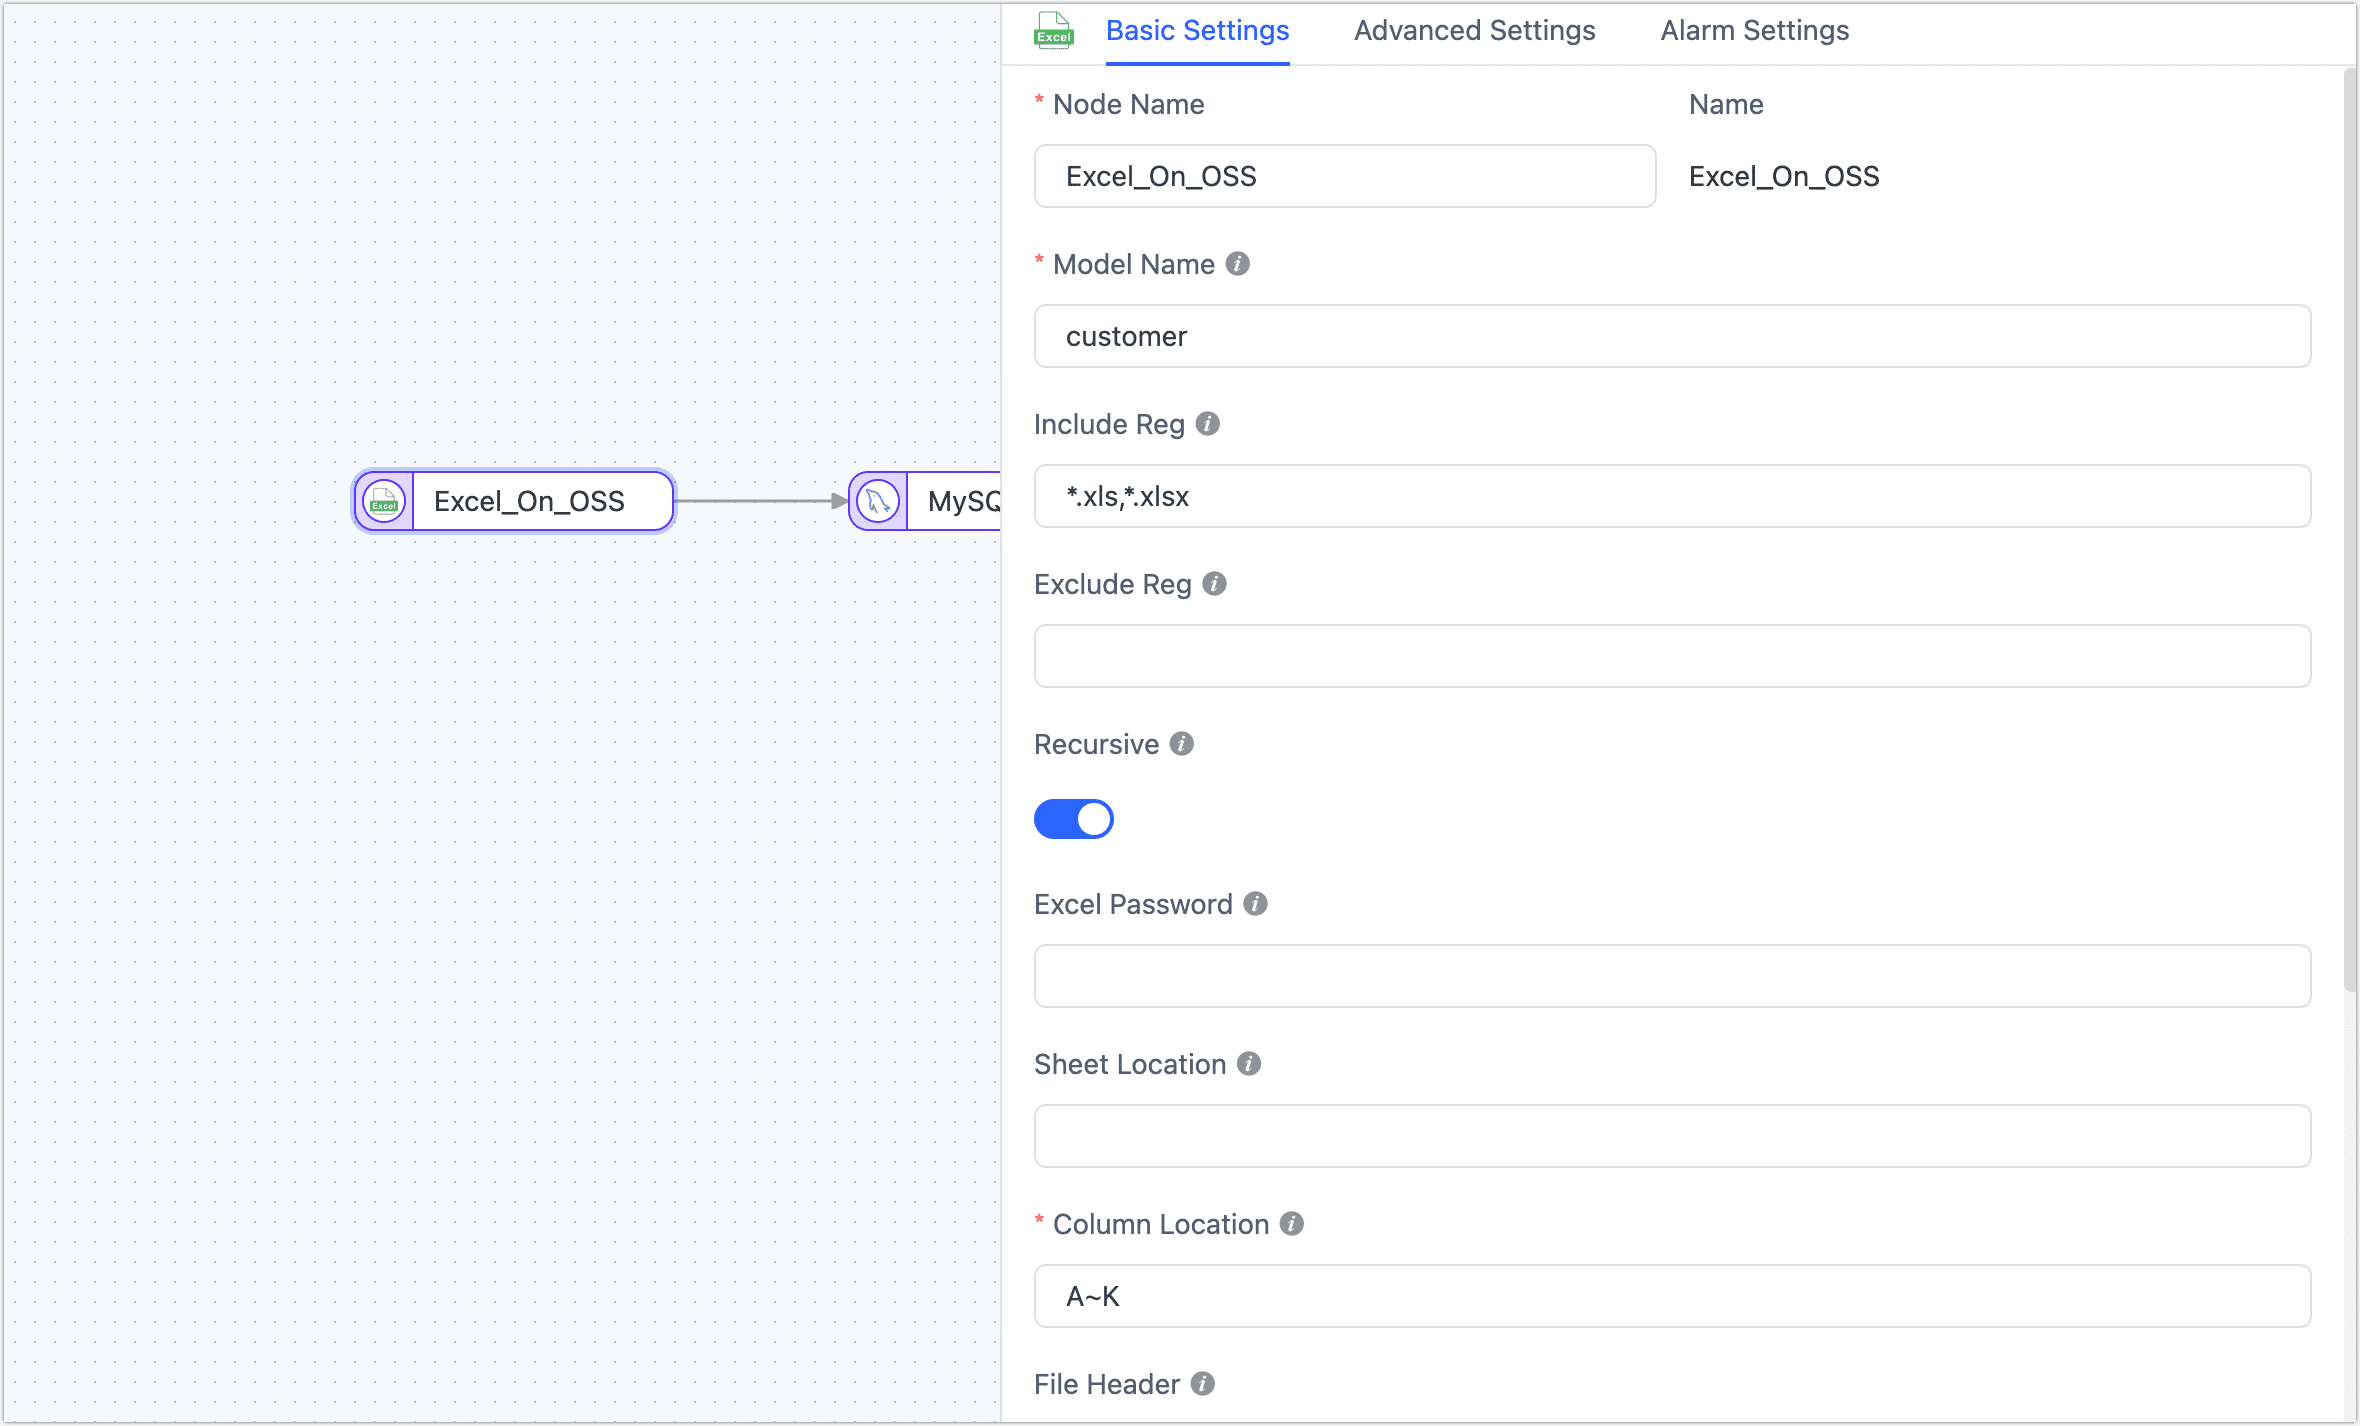 Excel Basic Settings Advanced Settings Alarm Settings
* Node Name Name
Excel_On_OSS Excel_On_OSS
* Model Name
customer
Include Reg
*.xls,*.xlsx
Excel Excel_On_OSS MySQ
Exclude Reg
Recursive
Excel Password
Sheet Location
* Column Location
A~K
File Header